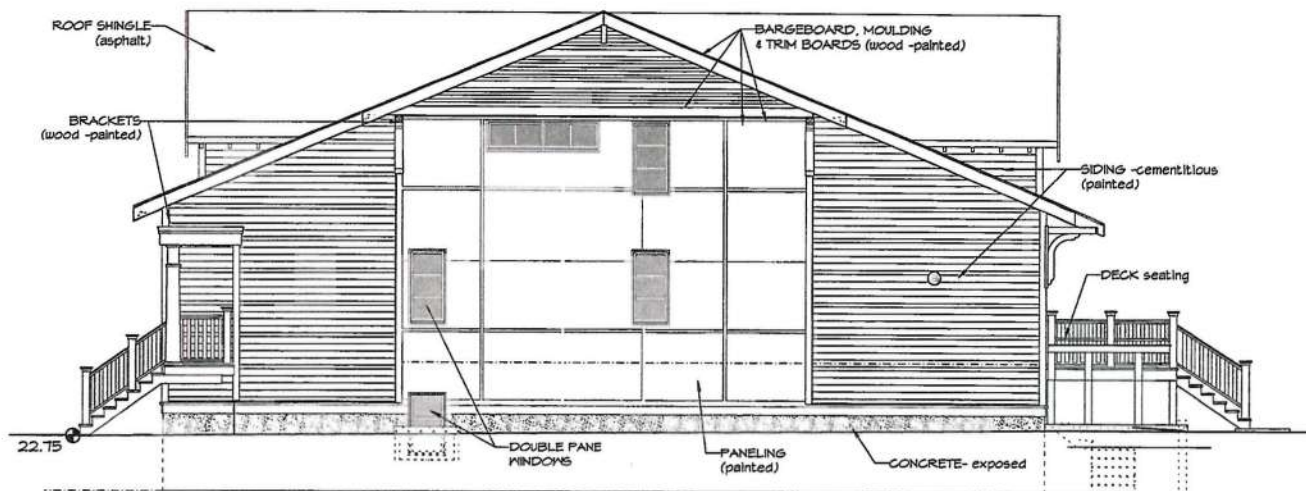 ROOF SHINGLE
(asphalt)
BARGEBOARD, MOULDING
& TRIM BOARDS (wood -painted)
BRACKETS
(wood -painted)
SIDING -cementitious
(painted)
DECK seating
22.75
DOUBLE PANE
WINDOWS
PANELING
(painted)
CONCRETE- exposed